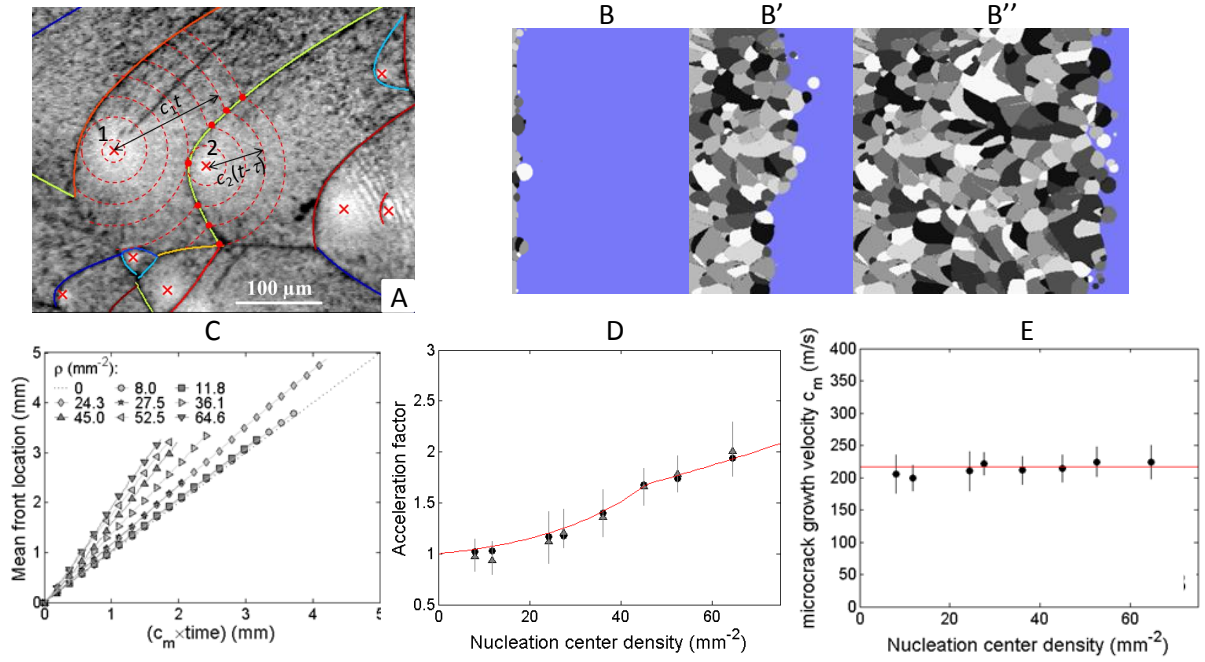 1
c₁t
2
c₂(t-τ)
100 µm
A
B
B’
B’’
C
5
4
3
2
1
0
0
1
2
3
4
5
ρ (mm⁻²):
0
8.0
11.8
24.3
27.5
36.1
45.0
52.5
64.6
Mean front location (mm)
(cₘ×time) (mm)
D
3
2.5
2
1.5
1
0.5
0
20
40
60
Acceleration factor
Nucleation center density (mm⁻²)
E
400
350
300
250
200
150
100
50
0
0
20
40
60
microcrack growth velocity cₘ (m/s)
Nucleation center density (mm⁻²)